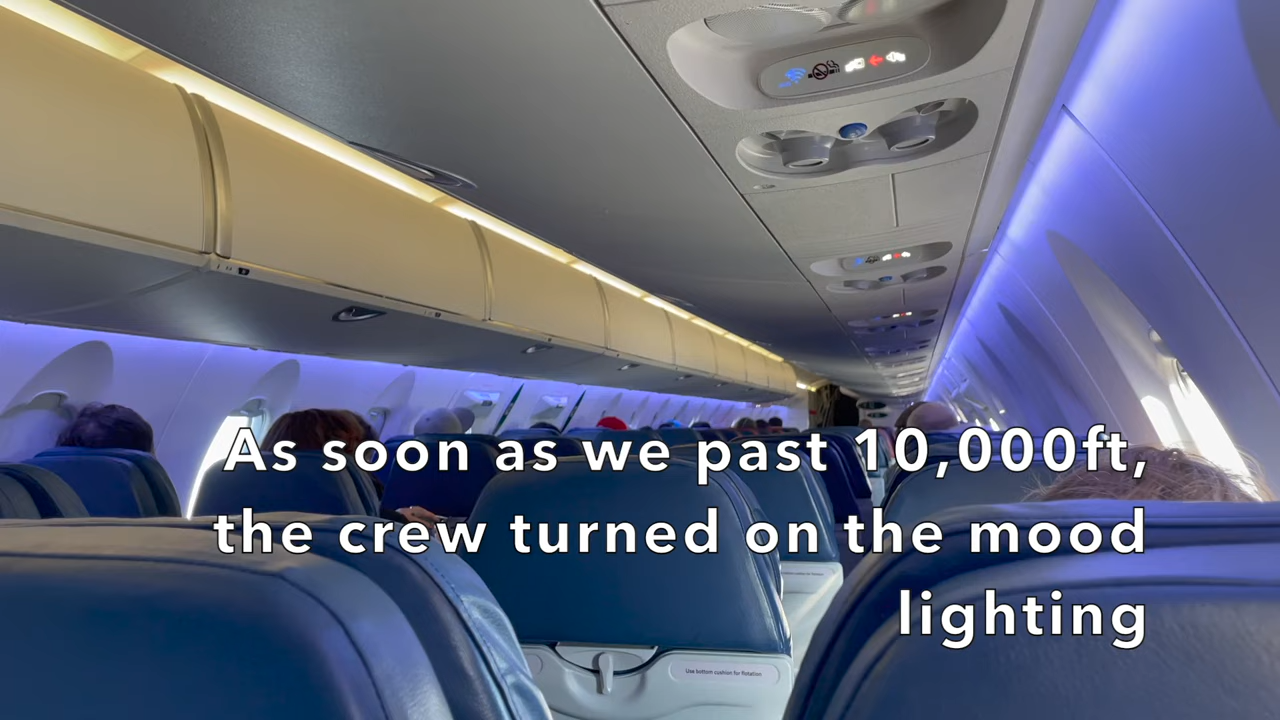 As soon as we past 10,000ft,
the crew turned on the mood
lighting
Use bottom cushion for flotation